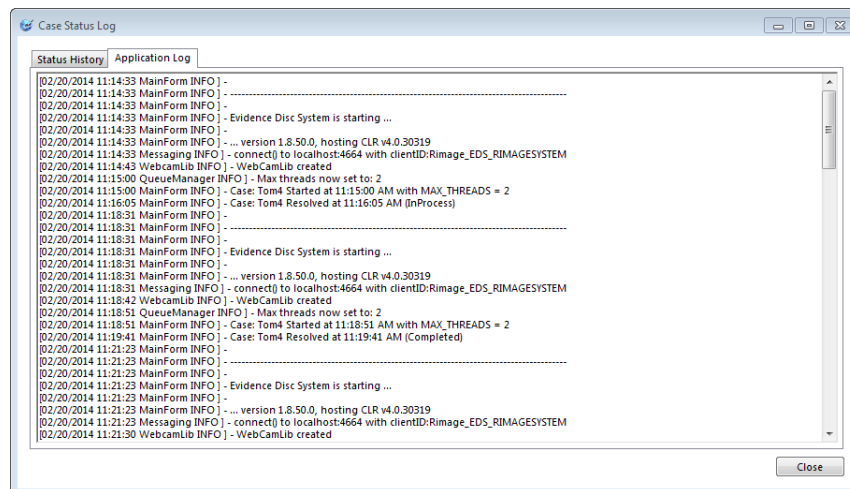 Case Status Log
Status History Application Log
[02/20/2014 11:14:33 MainForm INFO ] -
[02/20/2014 11:14:33 MainForm INFO ] - ------------------------------------------------------------------------------------------
[02/20/2014 11:14:33 MainForm INFO ] -
[02/20/2014 11:14:33 MainForm INFO ] - Evidence Disc System is starting ...
[02/20/2014 11:14:33 MainForm INFO ] -
[02/20/2014 11:14:33 MainForm INFO ] - ... version 1.8.50.0, hosting CLR v4.0.30319
[02/20/2014 11:14:33 Messaging INFO ] - connect() to localhost:4664 with clientID:Rimage_EDS_RIMAGESYSTEM
[02/20/2014 11:14:43 WebcamLib INFO ] - WebCamLib created
[02/20/2014 11:15:00 QueueManager INFO ] - Max threads now set to: 2
[02/20/2014 11:15:00 MainForm INFO ] - Case: Tom4 Started at 11:15:00 AM with MAX_THREADS = 2
[02/20/2014 11:16:05 MainForm INFO ] - Case: Tom4 Resolved at 11:16:05 AM (InProcess)
[02/20/2014 11:18:31 MainForm INFO ] -
[02/20/2014 11:18:31 MainForm INFO ] - ------------------------------------------------------------------------------------------
[02/20/2014 11:18:31 MainForm INFO ] -
[02/20/2014 11:18:31 MainForm INFO ] - Evidence Disc System is starting ...
[02/20/2014 11:18:31 MainForm INFO ] -
[02/20/2014 11:18:31 MainForm INFO ] - ... version 1.8.50.0, hosting CLR v4.0.30319
[02/20/2014 11:18:31 Messaging INFO ] - connect() to localhost:4664 with clientID:Rimage_EDS_RIMAGESYSTEM
[02/20/2014 11:18:42 WebcamLib INFO ] - WebCamLib created
[02/20/2014 11:18:51 QueueManager INFO ] - Max threads now set to: 2
[02/20/2014 11:18:51 MainForm INFO ] - Case: Tom4 Started at 11:18:51 AM with MAX_THREADS = 2
[02/20/2014 11:19:41 MainForm INFO ] - Case: Tom4 Resolved at 11:19:41 AM (Completed)
[02/20/2014 11:21:23 MainForm INFO ] -
[02/20/2014 11:21:23 MainForm INFO ] - ------------------------------------------------------------------------------------------
[02/20/2014 11:21:23 MainForm INFO ] -
[02/20/2014 11:21:23 MainForm INFO ] - Evidence Disc System is starting ...
[02/20/2014 11:21:23 MainForm INFO ] -
[02/20/2014 11:21:23 MainForm INFO ] - ... version 1.8.50.0, hosting CLR v4.0.30319
[02/20/2014 11:21:23 Messaging INFO ] - connect() to localhost:4664 with clientID:Rimage_EDS_RIMAGESYSTEM
[02/20/2014 11:21:30 WebcamLib INFO ] - WebCamLib created
Close